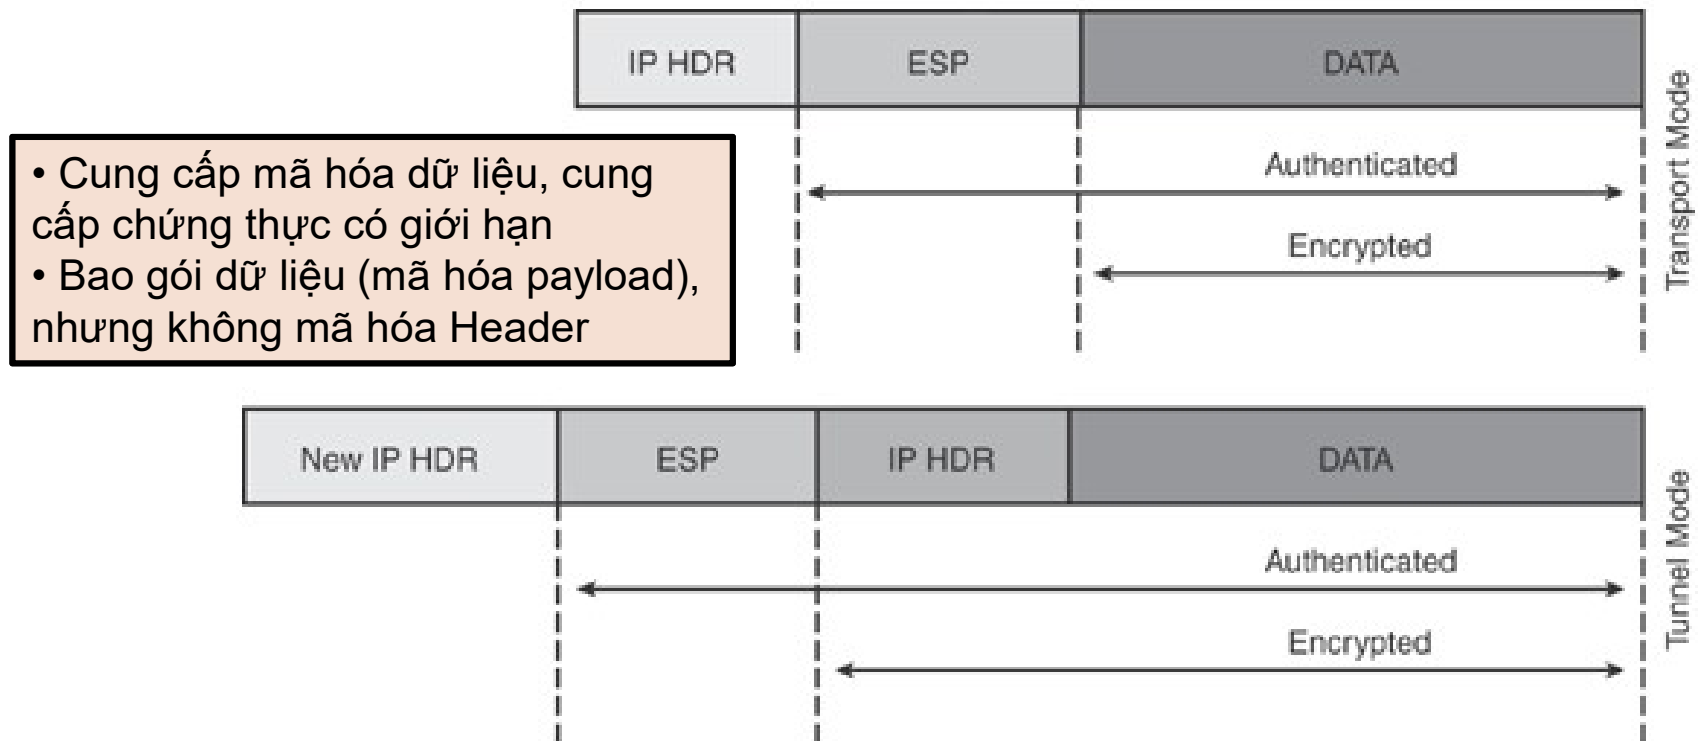 IP HDR ESP DATA
Authenticated
Encrypted
Transport Mode
• Cung cấp mã hóa dữ liệu, cung
cấp chứng thực có giới hạn
• Bao gói dữ liệu (mã hóa payload),
nhưng không mã hóa Header
New IP HDR ESP IP HDR DATA
Authenticated
Encrypted
Tunnel Mode